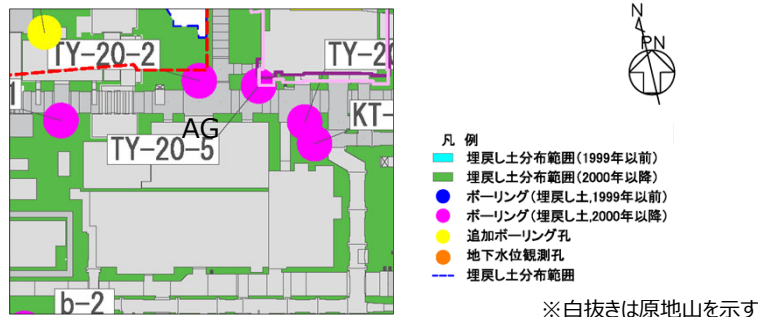 TY-20-2
TY-20
1
AG
TY-20-5
KT-
b-2
N
PN
凡 例
埋戻し土分布範囲(1999年以前)
埋戻し土分布範囲(2000年以降)
ボーリング(埋戻し土,1999年以前)
ボーリング(埋戻し土,2000年以降)
追加ボーリング孔
地下水位観測孔
埋戻し土分布範囲
※白抜きは原地山を示す